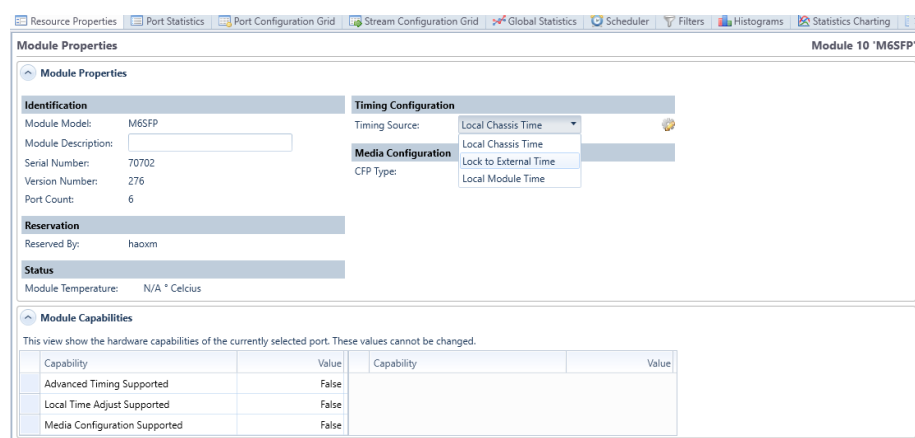 Resource Properties Port Statistics Port Configuration Grid Stream Configuration Grid Global Statistics Scheduler Filters Histograms Statistics Charting
Module Properties Module 10 'M6SFP'
Module Properties
Identification Timing Configuration
Module Model: M6SFP Timing Source: Local Chassis Time
Module Description: Local Chassis Time
Media Configuration Lock to External Time
Serial Number: 70702 CFP Type:
Version Number: 276 Local Module Time
Port Count: 6
Reservation
Reserved By: haoxm
Status
Module Temperature: N/A ° Celcius
Module Capabilities
This view show the hardware capabilities of the currently selected port. These values cannot be changed.
Capability Value Capability Value
Advanced Timing Supported False
Local Time Adjust Supported False
Media Configuration Supported False